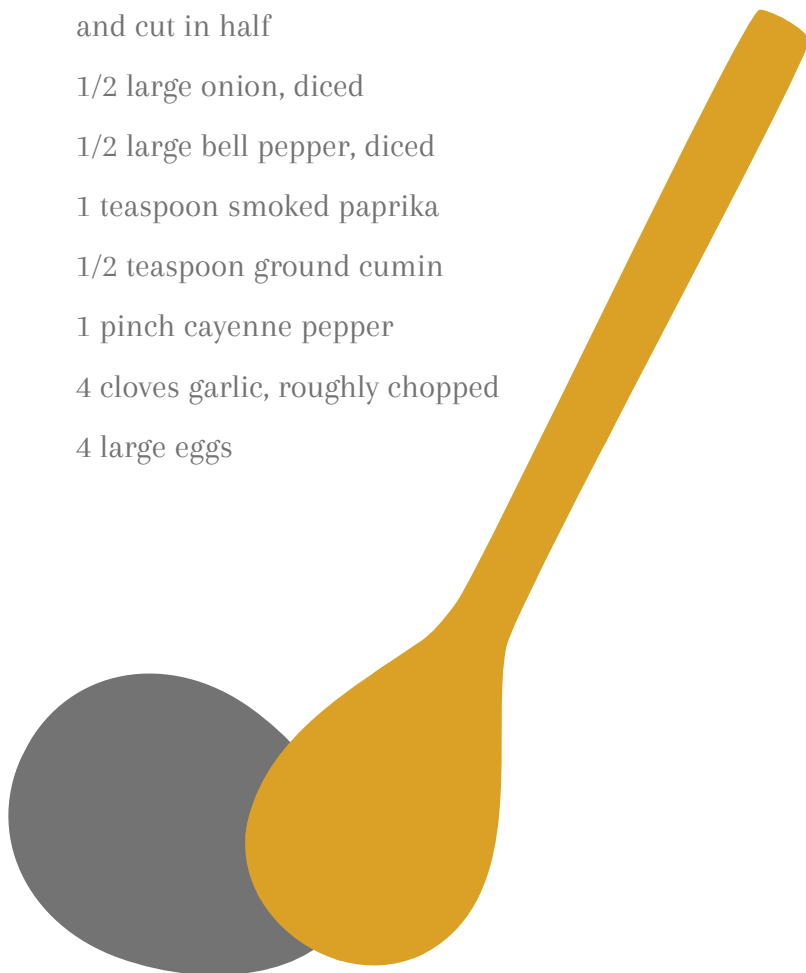 and cut in half
1/2 large onion, diced
1/2 large bell pepper, diced
1 teaspoon smoked paprika
1/2 teaspoon ground cumin
1 pinch cayenne pepper
4 cloves garlic, roughly chopped
4 large eggs